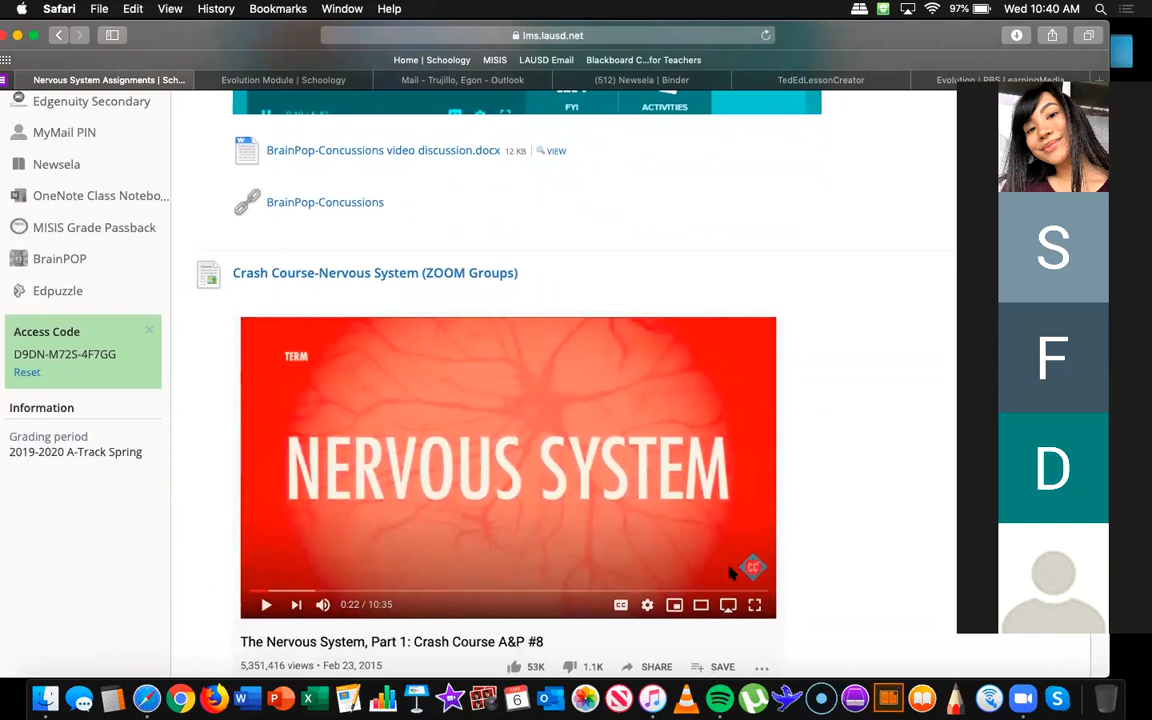 Safari File Edit View History Bookmarks Window Help 97% Wed 10:40 AM
lms.lausd.net
Home | Schoology MISIS LAUSD Email Blackboard C...for Teachers
Nervous System Assignments | Sch... Evolution Module | Schoology Mail - Trujillo, Egon - Outlook (512) Newsela | Binder TedEdLessonCreator Evolution | PBS LearningMedia
Edgenuity Secondary
MyMail PIN
Newsela
OneNote Class Notebo...
MISIS Grade Passback
BrainPOP
Edpuzzle
Access Code
D9DN-M72S-4F7GG
Reset
Information
Grading period
2019-2020 A-Track Spring
FYI ACTIVITIES
BrainPop-Concussions video discussion.docx 12 KB VIEW
BrainPop-Concussions
Crash Course-Nervous System (ZOOM Groups)
TERM
NERVOUS SYSTEM
CC
0:22 / 10:35
The Nervous System, Part 1: Crash Course A&P #8
5,351,416 views • Feb 23, 2015 53K 1.1K SHARE SAVE
S
F
D